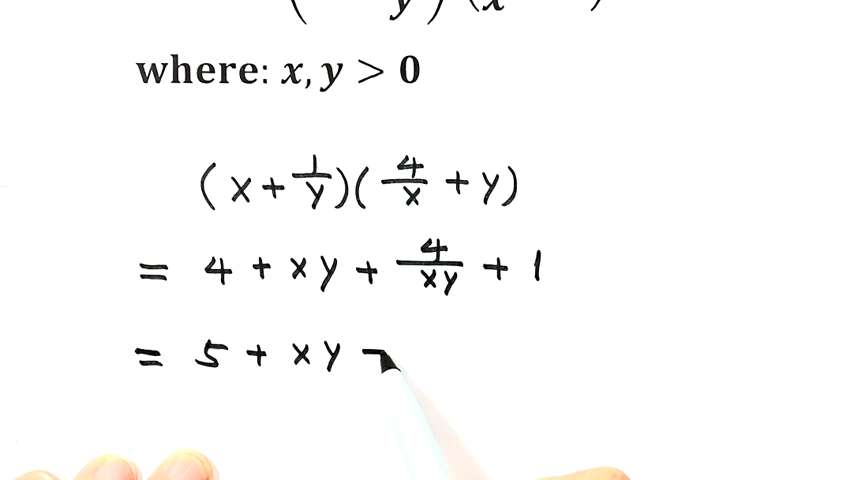 where: x, y > 0
(x + 1/y)(4/x + y)
= 4 + xy + 4/xy + 1
= 5 + xy